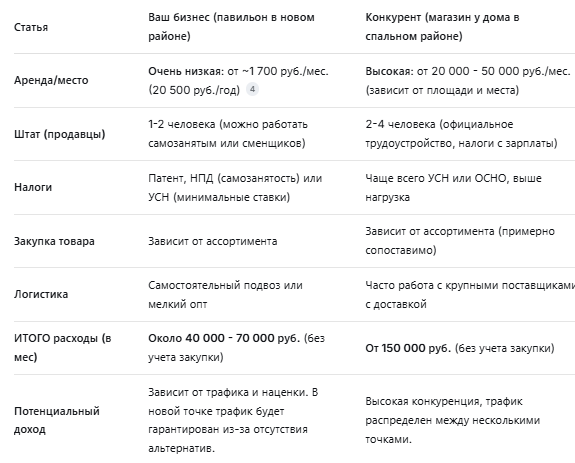 Статья
Ваш бизнес (павильон в новом
районе)
Конкурент (магазин у дома в
спальном районе)
Аренда/место
Очень низкая: от ~1 700 руб./мес.
(20 500 руб./год) 4
Высокая: от 20 000 - 50 000 руб./мес.
(зависит от площади и места)
Штат (продавцы)
1-2 человека (можно работать
самозанятым или сменщиков)
2-4 человека (официальное
трудоустройство, налоги с зарплаты)
Налоги
Патент, НПД (самозанятость) или
УСН (минимальные ставки)
Чаще всего УСН или ОСНО, выше
нагрузка
Закупка товара
Зависит от ассортимента
Зависит от ассортимента (примерно
сопоставимо)
Логистика
Самостоятельный подвоз или
мелкий опт
Часто работа с крупными поставщиками
с доставкой
ИТОГО расходы (в
мес)
Около 40 000 - 70 000 руб. (без
учета закупки)
От 150 000 руб. (без учета закупки)
Потенциальный
доход
Зависит от трафика и наценки. В
новой точке трафик будет
гарантирован из-за отсутствия
альтернатив.
Высокая конкуренция, трафик
распределен между несколькими
точками.